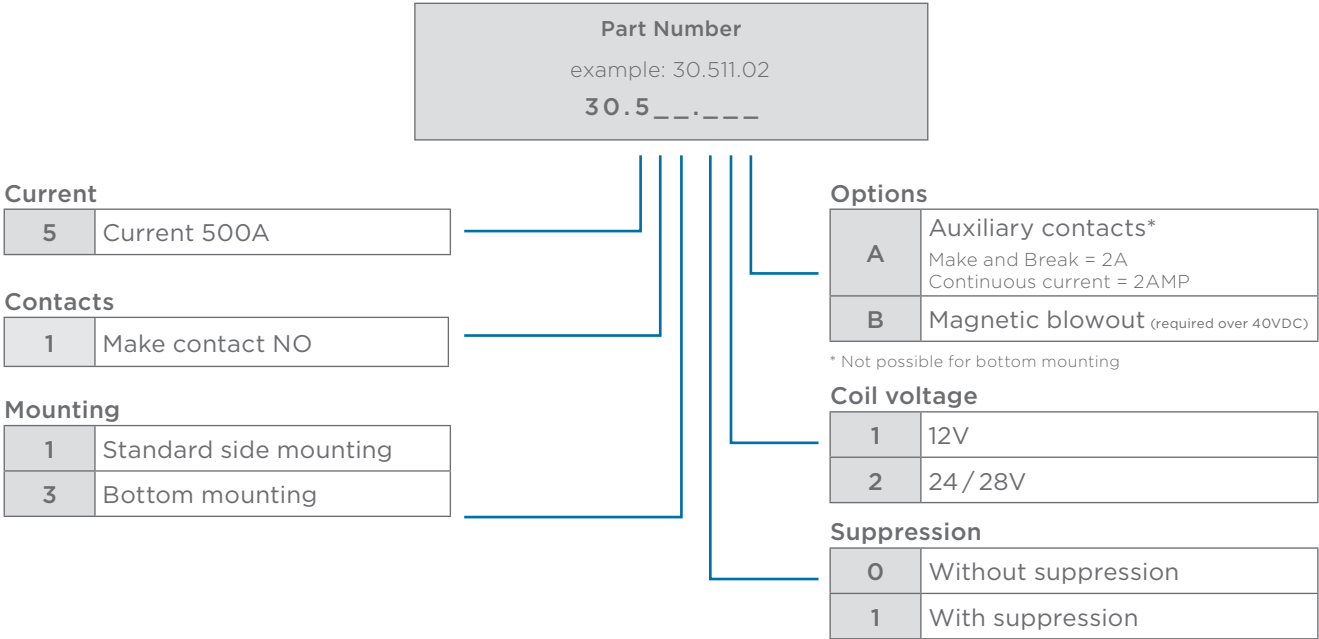 Part Number
example: 30.511.02
30.5__.___
Current
5 Current 500A
Contacts
1 Make contact NO
Mounting
1 Standard side mounting
3 Bottom mounting
Options
A Auxiliary contacts*
Make and Break = 2A
Continuous current = 2AMP
B Magnetic blowout (required over 40VDC)
* Not possible for bottom mounting
Coil voltage
1 12V
2 24/28V
Suppression
0 Without suppression
1 With suppression